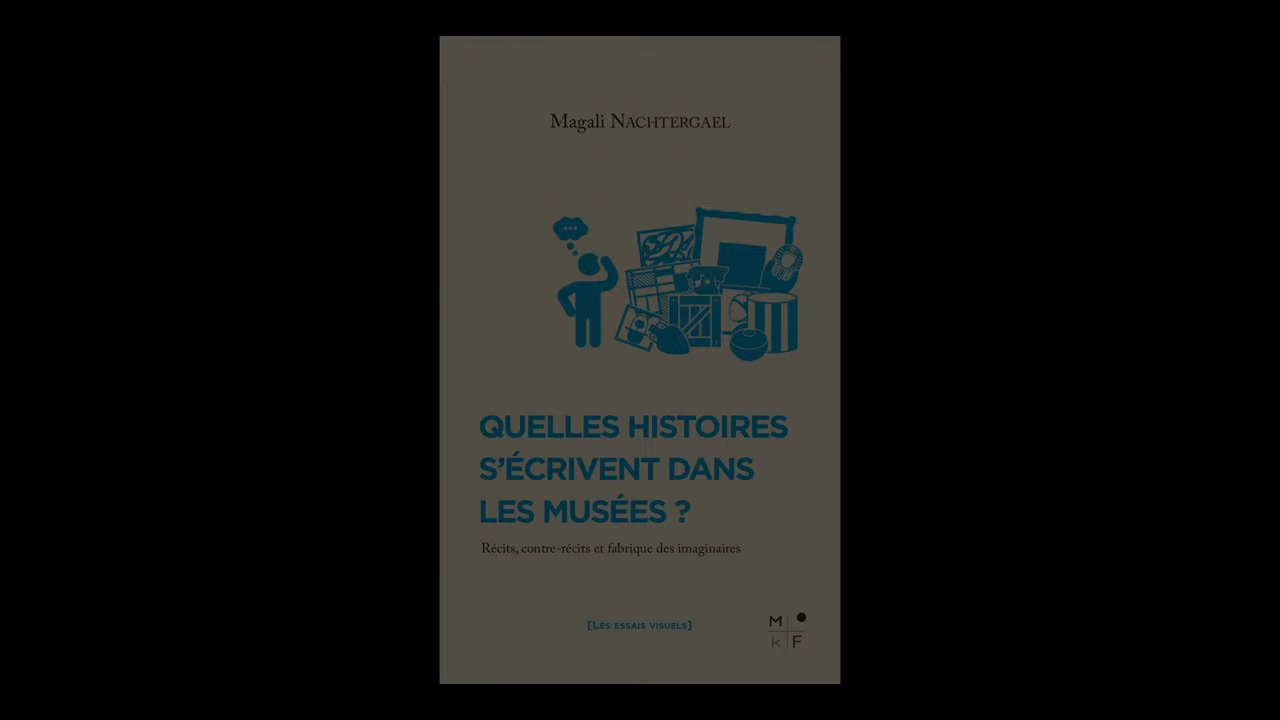 Magali NACHTERGAEL
QUELLES HISTOIRES
S'ÉCRIVENT DANS
LES MUSÉES ?
Récits, contre-récits et fabrique des imaginaires
[LES ESSAIS VISUELS]
M
k F